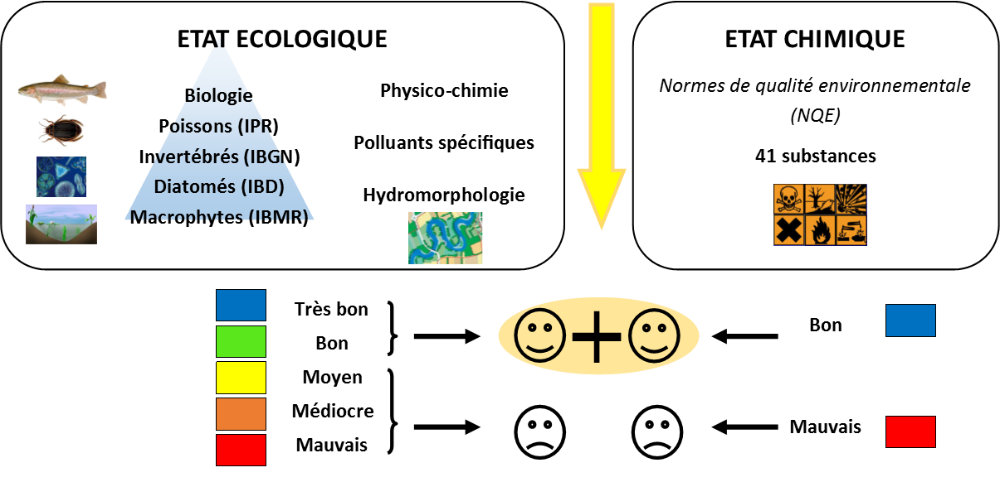 ETAT ECOLOGIQUE
Biologie
Poissons (IPR)
Invertébrés (IBGN)
Diatomés (IBD)
Macrophytes (IBMR)
Physico-chimie
Polluants spécifiques
Hydromorphologie
ETAT CHIMIQUE
Normes de qualité environnementale
(NQE)
41 substances
Très bon
Bon
Moyen
Médiocre
Mauvais
Bon
Mauvais